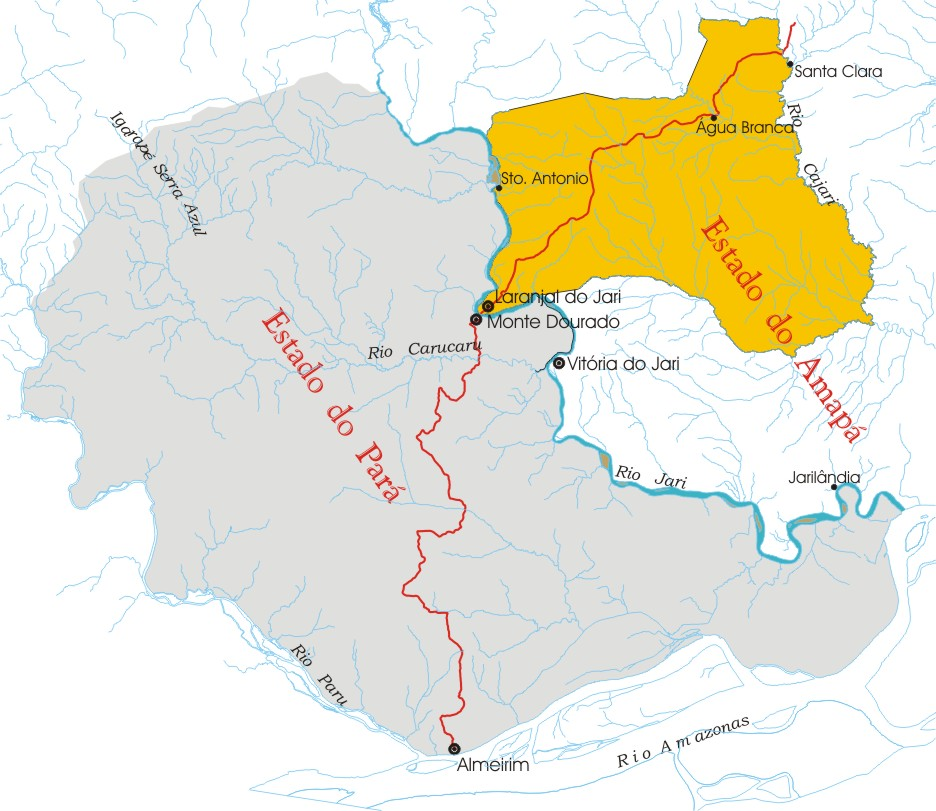 Santa Clara
Rio Cajari
Água Branca
Igarapé Serra Azul
Sto. Antonio
Estado do Amapá
Laranjal do Jari
Monte Dourado
Estado do Pará
Rio Carucaru
Vitória do Jari
Rio Jari
Jarilândia
Rio Paru
Rio Amazonas
Almeirim